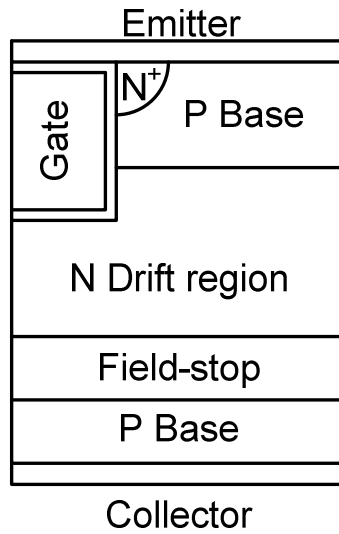 Emitter
N⁺
P Base
Gate
N Drift region
Field-stop
P Base
Collector